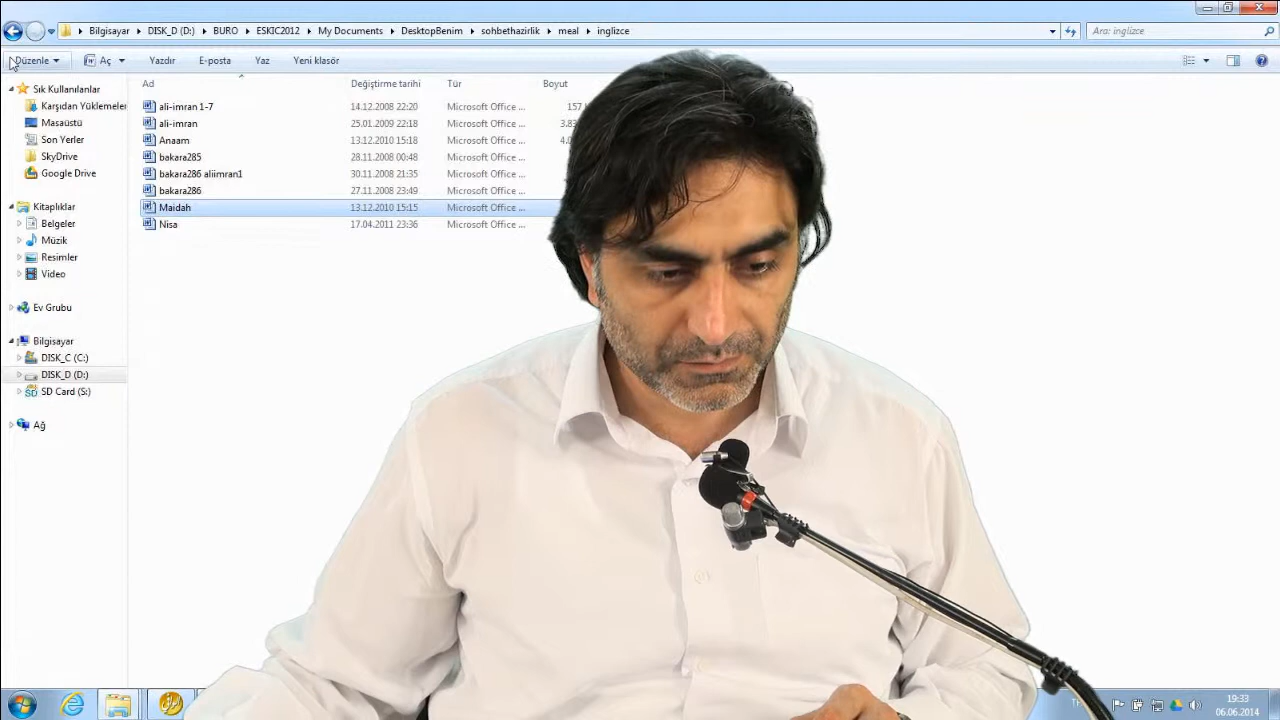 Bilgisayar DISK_D (D:) BURO ESKIC2012 My Documents DesktopBenim sohbethazirlik meal inglizce Ara: inglizce
Düzenle Aç Yazdır E-posta Yaz Yeni klasör
Ad Değiştirme tarihi Tür Boyut
Sık Kullanılanlar
Karşıdan Yüklemeler
Masaüstü
Son Yerler
SkyDrive
Google Drive
Kitaplıklar
Belgeler
Müzik
Resimler
Video
Ev Grubu
Bilgisayar
DISK_C (C:)
DISK_D (D:)
SD Card (S:)
Ağ
ali-imran 1-7 14.12.2008 22:20 Microsoft Office ... 157
ali-imran 25.01.2009 22:18 Microsoft Office ... 3.83
Anaam 13.12.2010 15:18 Microsoft Office ... 4.0
bakara285 28.11.2008 00:48 Microsoft Office ...
bakara286 aliimran1 30.11.2008 21:35 Microsoft Office ...
bakara286 27.11.2008 23:49 Microsoft Office ...
Maidah 13.12.2010 15:15 Microsoft Office ...
Nisa 17.04.2011 23:36 Microsoft Office ...
19:33
06.06.2014